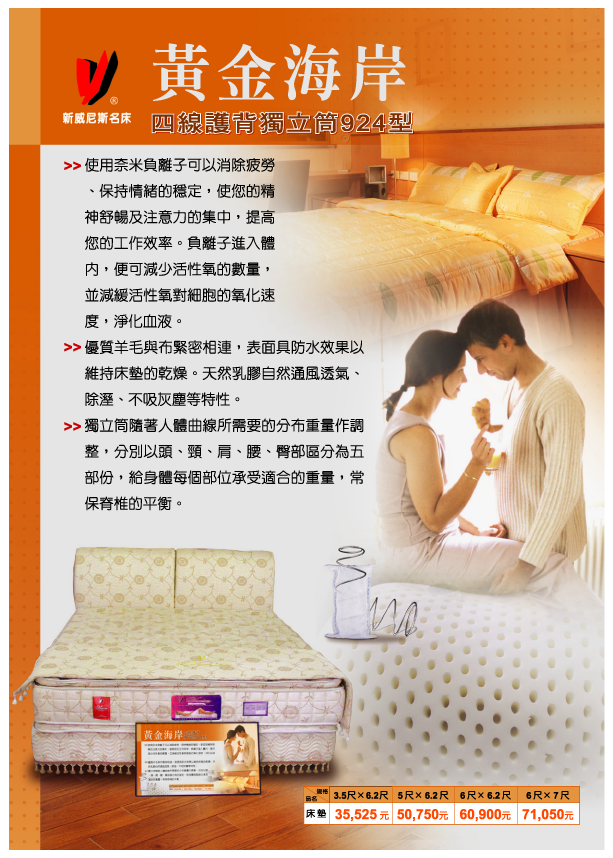 黃金海岸
新威尼斯名床
®
四線護背獨立筒924型
>> 使用奈米負離子可以消除疲勞
、保持情緒的穩定，使您的精
神舒暢及注意力的集中，提高
您的工作效率。負離子進入體
內，便可減少活性氧的數量，
並減緩活性氧對細胞的氧化速
度，淨化血液。
>> 優質羊毛與布緊密相連，表面具防水效果以
維持床墊的乾燥。天然乳膠自然通風透氣、
除溼、不吸灰塵等特性。
>> 獨立筒隨著人體曲線所需要的分布重量作調
整，分別以頭、頸、肩、腰、臀部區分為五
部份，給身體每個部位承受適合的重量，常
保脊椎的平衡。
黃金海岸
規格
品名
3.5尺×6.2尺 5尺×6.2尺 6尺×6.2尺 6尺×7尺
床墊 35,525元 50,750元 60,900元 71,050元